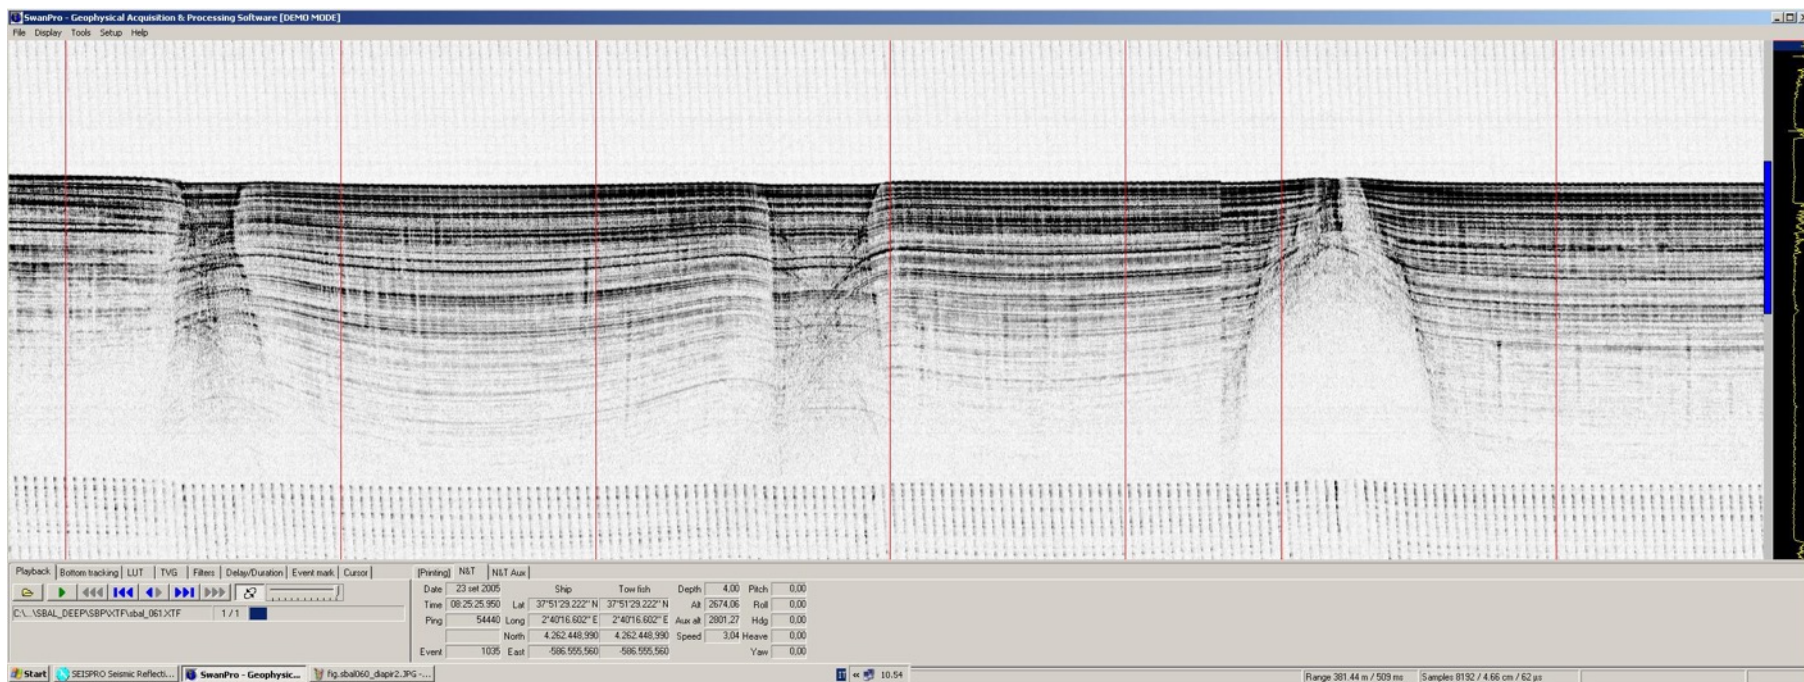 SwanPro - Geophysical Acquisition & Processing Software [DEMO MODE]
File Display Tools Setup Help
Playback Bottom tracking LUT TVG Filters Delay/Duration Event mark Cursor
[Printing] N&T N&T Aux
Date 23 set 2005 Ship Tow fish Depth 4,00 Pitch 0,00
Time 08:25:25.950 Lat 37°51'29.222" N 37°51'29.222" N Alt 2674,06 Roll 0,00
C:\...\SBAL_DEEP\SBP\XTF\sbal_061.XTF 1 / 1
Ping 54440 Long 2°40'16.602" E 2°40'16.602" E Aux alt 2801,27 Hdg 0,00
North 4.262.448,990 4.262.448,990 Speed 3,04 Heave 0,00
Event 1035 East -586.555,560 -586.555,560 Yaw 0,00
Start SEISPRO Seismic Reflecti... SwanPro - Geophysic... fig.sbal060_diapir2.JPG -... IT « 10.54
Range 381.44 m / 509 ms Samples 8192 / 4.66 cm / 62 µs